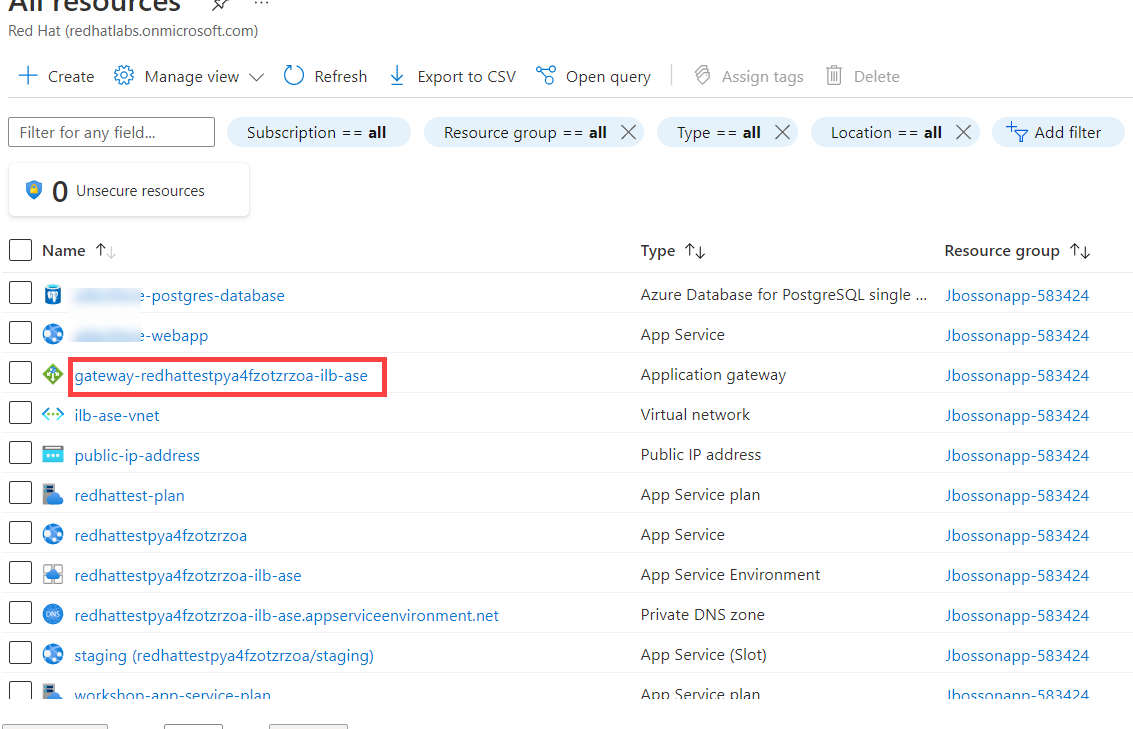 All resources
Red Hat (redhatlabs.onmicrosoft.com)
Create Manage view Refresh Export to CSV Open query Assign tags Delete
Filter for any field... Subscription == all Resource group == all Type == all Location == all Add filter
0 Unsecure resources
Name Type Resource group
e-postgres-database Azure Database for PostgreSQL single ... Jbossonapp-583424
e-webapp App Service Jbossonapp-583424
gateway-redhattestpya4fzotzrzoa-ilb-ase Application gateway Jbossonapp-583424
ilb-ase-vnet Virtual network Jbossonapp-583424
public-ip-address Public IP address Jbossonapp-583424
redhattest-plan App Service plan Jbossonapp-583424
redhattestpya4fzotzrzoa App Service Jbossonapp-583424
redhattestpya4fzotzrzoa-ilb-ase App Service Environment Jbossonapp-583424
DNS redhattestpya4fzotzrzoa-ilb-ase.appserviceenvironment.net Private DNS zone Jbossonapp-583424
staging (redhattestpya4fzotzrzoa/staging) App Service (Slot) Jbossonapp-583424
workshop-app-service-plan App Service plan Jbossonapp-583424